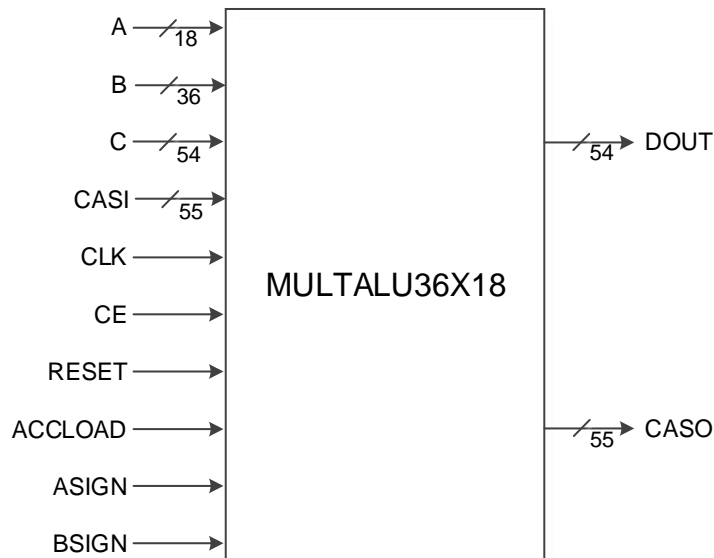 A
18
B
36
C
54
CASI
55
CLK
CE
RESET
ACCLOAD
ASIGN
BSIGN
MULTALU36X18
54
DOUT
55
CASO